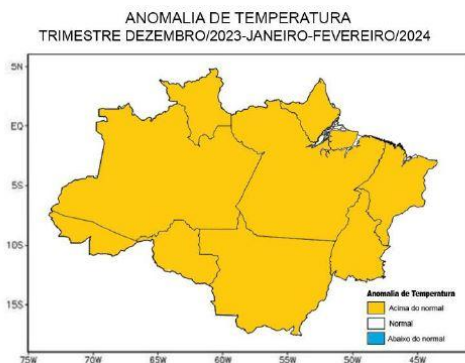 ANOMALIA DE TEMPERATURA
TRIMESTRE DEZEMBRO/2023-JANEIRO-FEVEREIRO/2024
5N
EQ
5S
10S
15S
75W 70W 65W 60W 55W 50W 45W
Anomalia de Temperatura
Acima do normal
Normal
Abaixo do normal